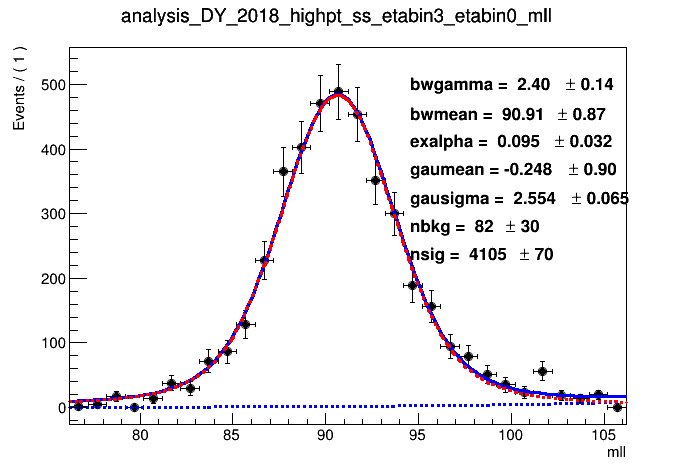 analysis_DY_2018_highpt_ss_etabin3_etabin0_mll
Events / ( 1 )
500
400
300
200
100
0
bwgamma = 2.40 ± 0.14
bwmean = 90.91 ± 0.87
exalpha = 0.095 ± 0.032
gaumean = -0.248 ± 0.90
gausigma = 2.554 ± 0.065
nbkg = 82 ± 30
nsig = 4105 ± 70
80 85 90 95 100 105
mll